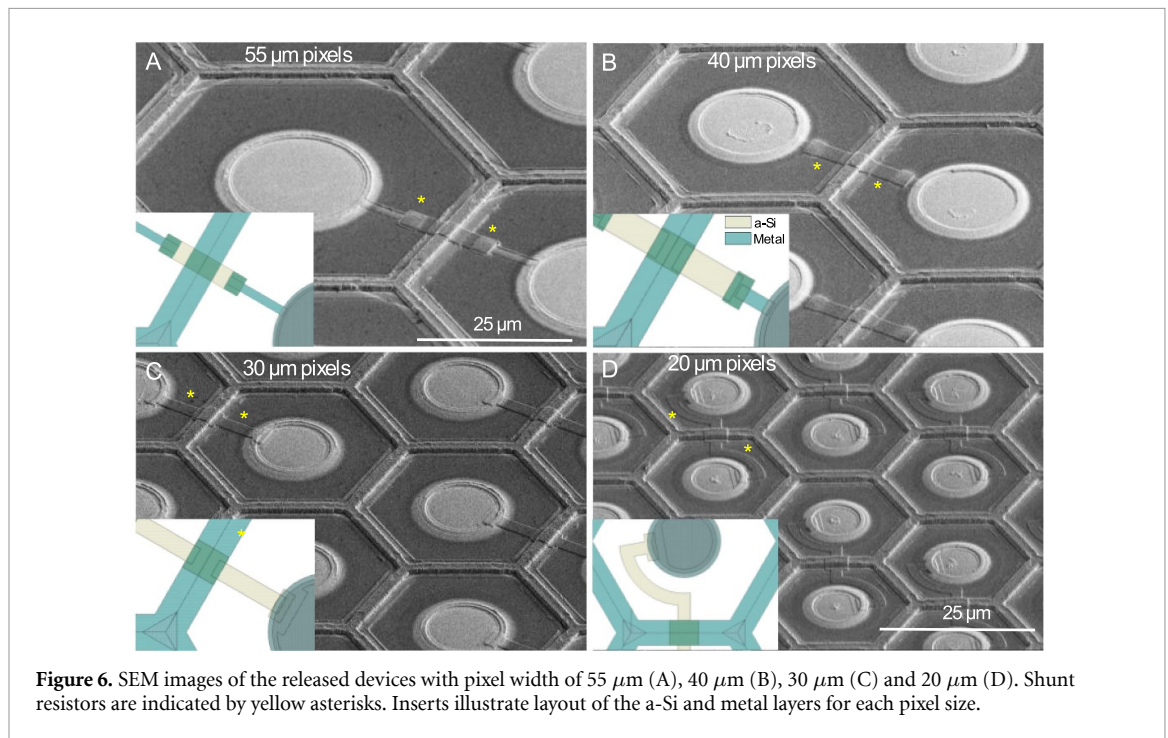 A
55 µm pixels
25 µm
B
40 µm pixels
a-Si
Metal
C
30 µm pixels
D
20 µm pixels
25 µm
Figure 6. SEM images of the released devices with pixel width of 55 µm (A), 40 µm (B), 30 µm (C) and 20 µm (D). Shunt
resistors are indicated by yellow asterisks. Inserts illustrate layout of the a-Si and metal layers for each pixel size.